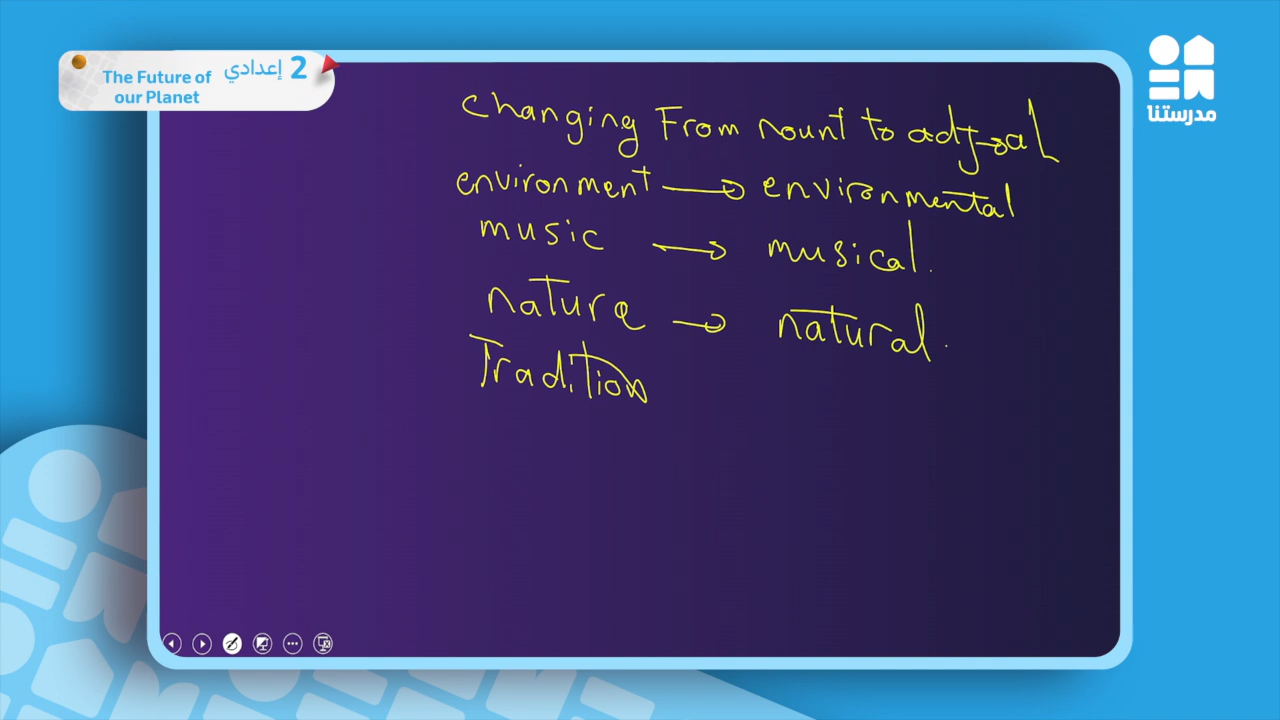 The Future of
our Planet
2 إعدادي
مدرستنا
changing From nount to adj→al
environment → environmental
music → musical.
nature → natural.
Tradition